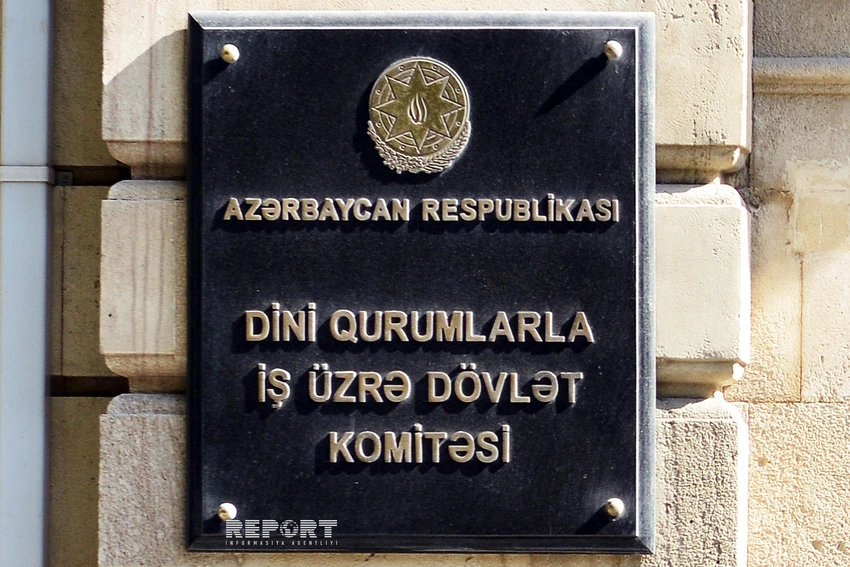 AZƏRBAYCAN RESPUBLİKASI
DİNİ QURUMLARLA
İŞ ÜZRƏ DÖVLƏT
KOMİTƏSİ
REPORT
İNFORMASİYA AGENTLİYİ